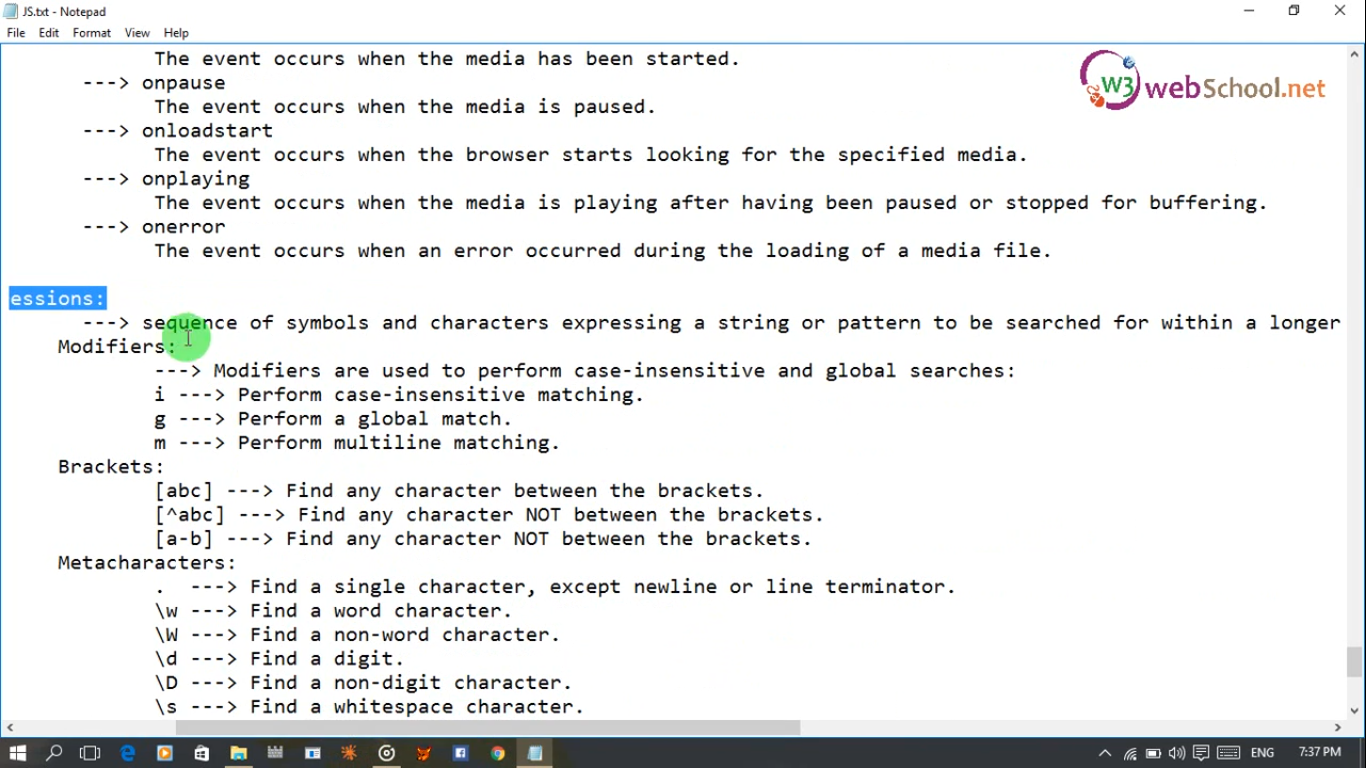 JS.txt - Notepad
File Edit Format View Help
The event occurs when the media has been started.
---> onpause
The event occurs when the media is paused.
---> onloadstart
The event occurs when the browser starts looking for the specified media.
---> onplaying
The event occurs when the media is playing after having been paused or stopped for buffering.
---> onerror
The event occurs when an error occurred during the loading of a media file.
essions:
---> sequence of symbols and characters expressing a string or pattern to be searched for within a longer
Modifiers:
---> Modifiers are used to perform case-insensitive and global searches:
i ---> Perform case-insensitive matching.
g ---> Perform a global match.
m ---> Perform multiline matching.
Brackets:
[abc] ---> Find any character between the brackets.
[^abc] ---> Find any character NOT between the brackets.
[a-b] ---> Find any character NOT between the brackets.
Metacharacters:
. ---> Find a single character, except newline or line terminator.
\w ---> Find a word character.
\W ---> Find a non-word character.
\d ---> Find a digit.
\D ---> Find a non-digit character.
\s ---> Find a whitespace character.
W3webSchool.net
ENG 7:37 PM